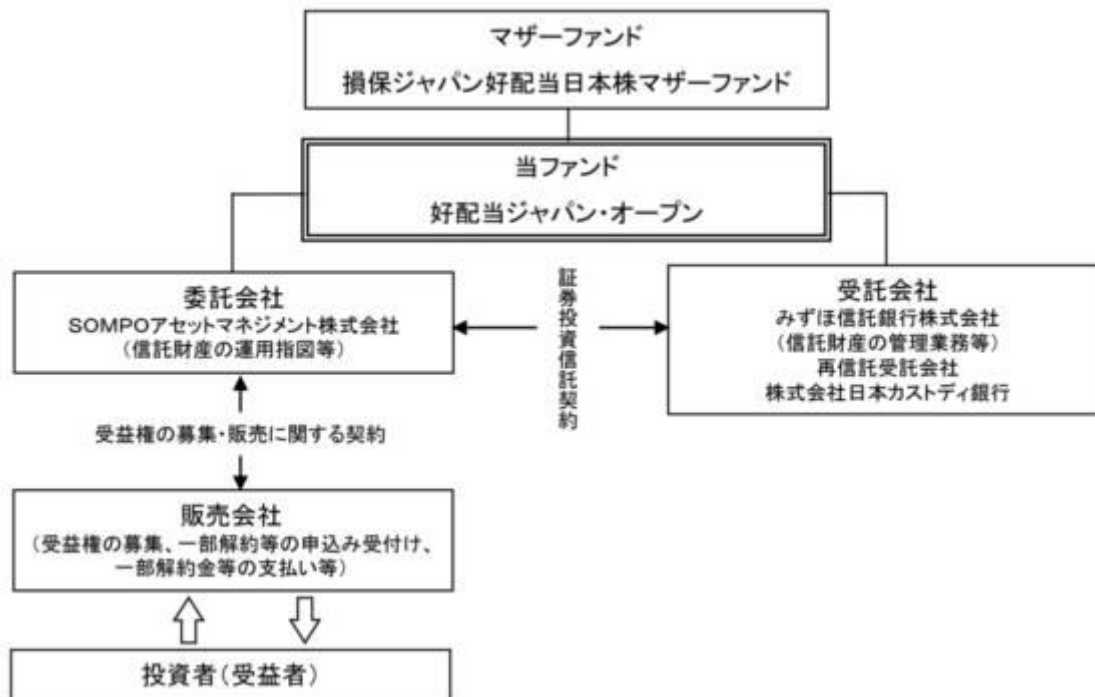 マザーファンド
損保ジャパン好配当日本株マザーファンド
当ファンド
好配当ジャパン・オープン
委託会社
SOMPOアセットマネジメント株式会社
(信託財産の運用指図等)
証券投資信託契約
受託会社
みずほ信託銀行株式会社
(信託財産の管理業務等)
再信託受託会社
株式会社日本カストディ銀行
受益権の募集・販売に関する契約
販売会社
(受益権の募集、一部解約等の申込み受付け、
一部解約金等の支払い等)
投資者(受益者)